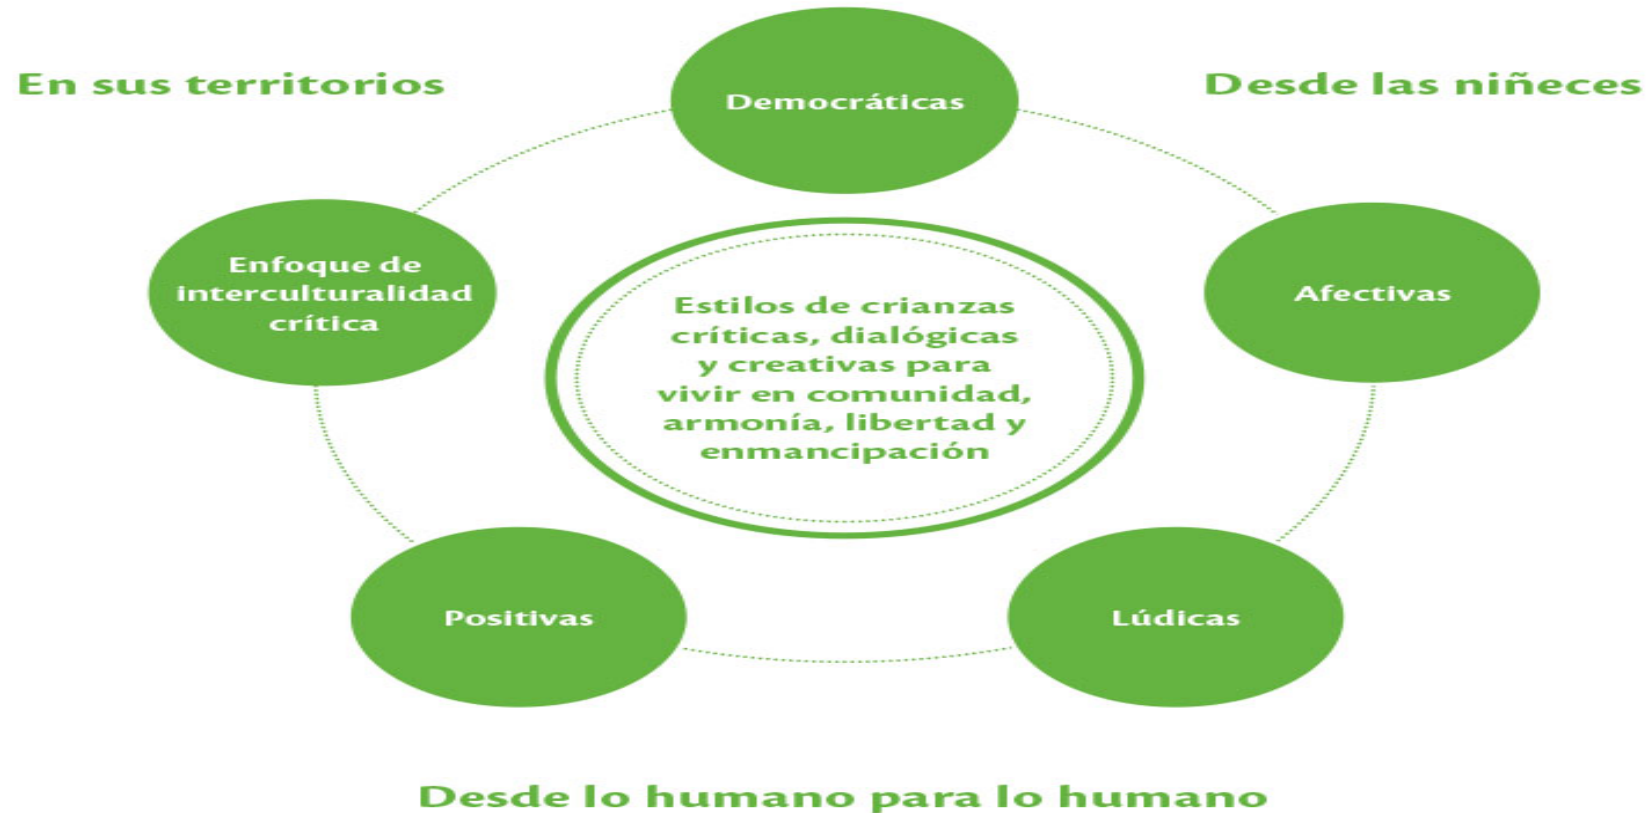 En sus territorios
Desde las niñeces
Democráticas
Enfoque de
interculturalidad
crítica
Afectivas
Estilos de crianzas
críticas, dialógicas
y creativas para
vivir en comunidad,
armonía, libertad y
enmancipación
Positivas
Lúdicas
Desde lo humano para lo humano